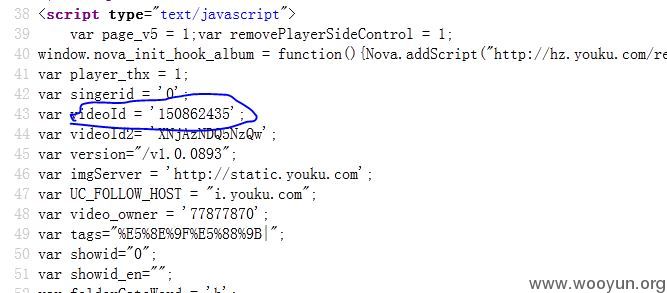 38 <script type="text/javascript">
39 var page_v5 = 1;var removePlayerSideControl = 1;
40 window.nova_init_hook_album = function(){Nova.addScript("http://hz.youku.com/re
41 var player_thx = 1;
42 var singerid = '0';
43 var videoId = '150862435';
44 var videoId2= 'XNjAzNDQ5NzQw';
45 var version="/v1.0.0893";
46 var imgServer = 'http://static.youku.com';
47 var UC_FOLLOW_HOST = "i.youku.com";
48 var video_owner = '77877870';
49 var tags="%E5%8E%9F%E5%88%9B|";
50 var showid="0";
51 var showid_en="";
www.wooyun.org